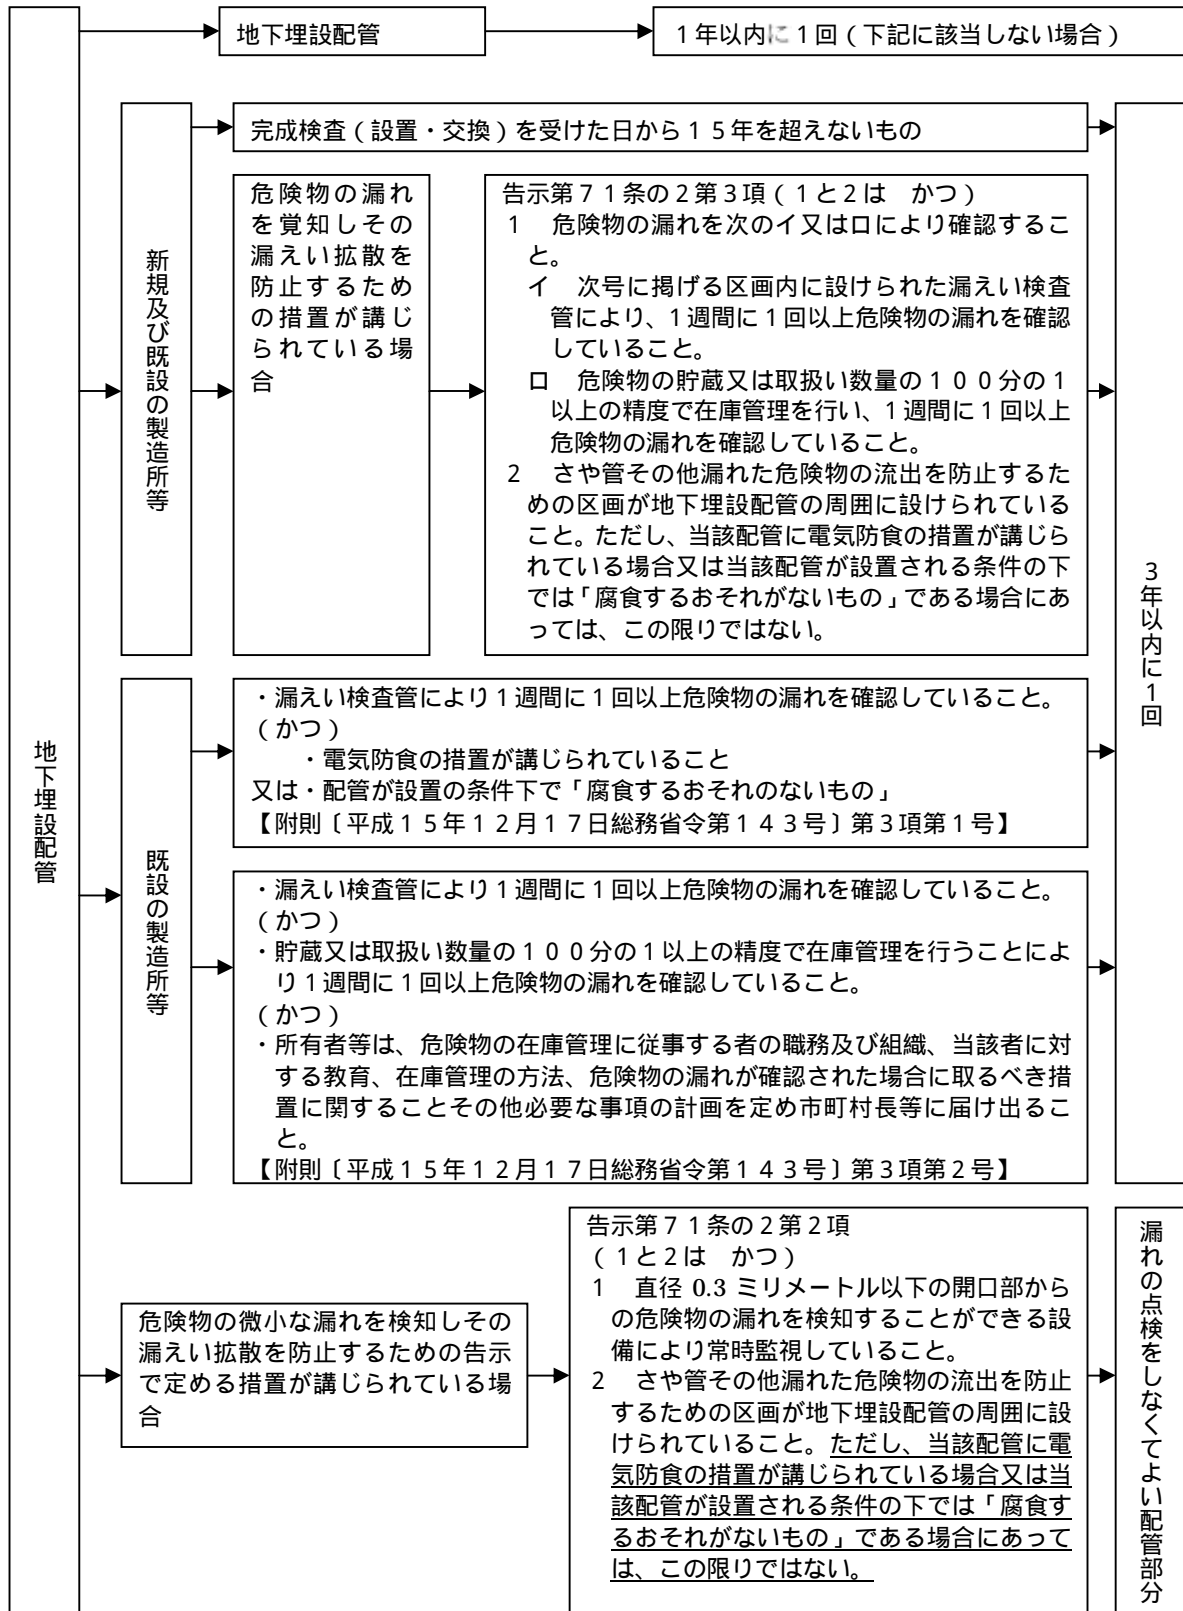 地下埋設配管
地下埋設配管
1年以内に1回(下記に該当しない場合)
新規及び既設の製造所等
完成検査(設置・交換)を受けた日から15年を超えないもの
危険物の漏れ
を覚知しその
漏えい拡散を
防止するため
の措置が講じ
られている場
合
告示第71条の2第3項(1と2は かつ)
1 危険物の漏れを次のイ又はロにより確認するこ
と。
イ 次号に掲げる区画内に設けられた漏えい検査
管により、1週間に1回以上危険物の漏れを確認
していること。
ロ 危険物の貯蔵又は取扱い数量の100分の1
以上の精度で在庫管理を行い、1週間に1回以上
危険物の漏れを確認していること。
2 さや管その他漏れた危険物の流出を防止するた
めの区画が地下埋設配管の周囲に設けられている
こと。ただし、当該配管に電気防食の措置が講じら
れている場合又は当該配管が設置される条件の下
では「腐食するおそれがないもの」である場合にあ
っては、この限りではない。
3年以内に1回
既設の製造所等
・漏えい検査管により1週間に1回以上危険物の漏れを確認していること。
(かつ)
・電気防食の措置が講じられていること
又は・配管が設置の条件下で「腐食するおそれのないもの」
【附則〔平成15年12月17日総務省令第143号〕第3項第1号】
・漏えい検査管により1週間に1回以上危険物の漏れを確認していること。
(かつ)
・貯蔵又は取扱い数量の100分の1以上の精度で在庫管理を行うことによ
り1週間に1回以上危険物の漏れを確認していること。
(かつ)
・所有者等は、危険物の在庫管理に従事する者の職務及び組織、当該者に対
する教育、在庫管理の方法、危険物の漏れが確認された場合に取るべき措
置に関することその他必要な事項の計画を定め市町村長等に届け出るこ
と。
【附則〔平成15年12月17日総務省令第143号〕第3項第2号】
危険物の微小な漏れを検知しその
漏えい拡散を防止するための告示
で定める措置が講じられている場
合
告示第71条の2第2項
(1と2は かつ)
1 直径 0.3 ミリメートル以下の開口部から
の危険物の漏れを検知することができる設
備により常時監視していること。
2 さや管その他漏れた危険物の流出を防止
するための区画が地下埋設配管の周囲に設
けられていること。ただし、当該配管に電
気防食の措置が講じられている場合又は当
該配管が設置される条件の下では「腐食す
るおそれがないもの」である場合にあって
は、この限りではない。
漏れの点検をしなくてよい配管部分